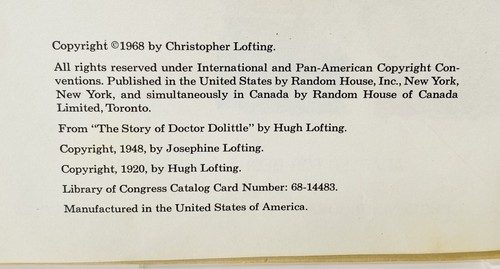 Copyright ©1968 by Christopher Lofting.
All rights reserved under International and Pan-American Copyright Con-
ventions. Published in the United States by Random House, Inc., New York,
New York, and simultaneously in Canada by Random House of Canada
Limited, Toronto.
From "The Story of Doctor Dolittle" by Hugh Lofting.
Copyright, 1948, by Josephine Lofting.
Copyright, 1920, by Hugh Lofting.
Library of Congress Catalog Card Number: 68-14483.
Manufactured in the United States of America.